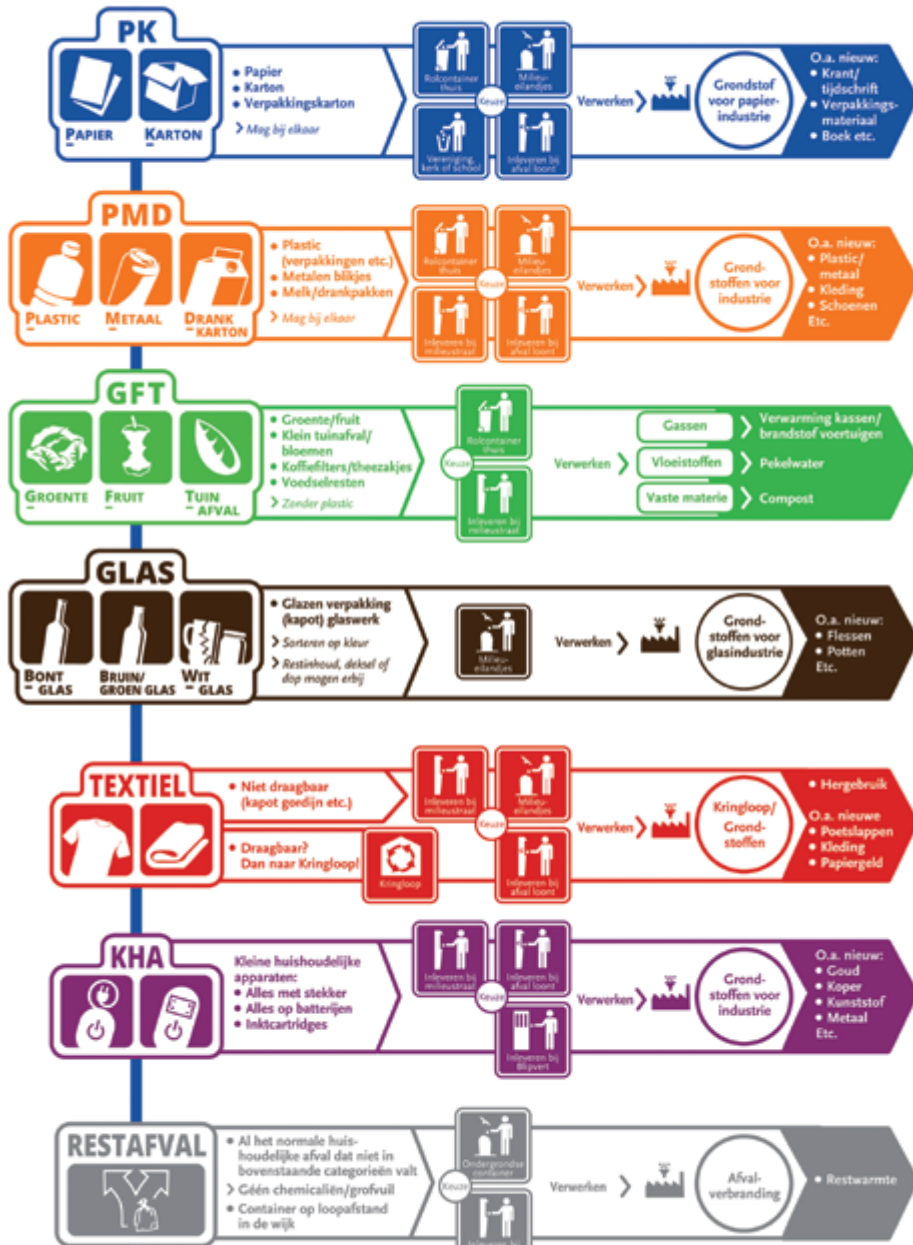 PK
PAPIER
KARTON
• Papier
• Karton
• Verpakkingskarton
> Mag bij elkaar
Rolcontainer
thuis
Milieu-
eilandjes
Keuze
Vereniging,
kerk of school
Inleveren bij
afval loont
Verwerken
Grondstof
voor papier-
industrie
O.a. nieuw:
• Krant/
tijdschrift
• Verpakkings-
materiaal
• Boek etc.
PMD
PLASTIC
METAAL
DRANK
KARTON
• Plastic
(verpakkingen etc.)
• Metalen blikjes
• Melk/drankpakken
> Mag bij elkaar
Rolcontainer
thuis
Milieu-
eilandjes
Keuze
Inleveren bij
milieustraal
Inleveren bij
afval loont
Verwerken
Grond-
stoffen voor
industrie
O.a. nieuw:
• Plastic/
metaal
• Kleding
• Schoenen
Etc.
GFT
GROENTE
FRUIT
TUIN
AFVAL
• Groente/fruit
• Klein tuinafval/
bloemen
• Koffiefilters/theezakjes
• Voedselresten
> Zonder plastic
Rolcontainer
thuis
Keuze
Inleveren bij
milieustraal
Verwerken
Gassen
Vloeistoffen
Vaste materie
Verwarming kassen/
brandstof voertuigen
Pekelwater
Compost
GLAS
BONT
GLAS
BRUIN/
GROEN GLAS
WIT
GLAS
• Glazen verpakking
(kapot) glaswerk
> Sorteren op kleur
> Restinhoud, deksel of
dop mogen erbij
Milieu-
eilandjes
Verwerken
Grond-
stoffen voor
glasindustrie
O.a. nieuw:
• Flessen
• Potten
Etc.
TEXTIEL
• Niet draagbaar
(kapot gordijn etc.)
• Draagbaar?
Dan naar Kringloop!
Kringloop
Inleveren bij
milieustraal
Milieu-
eilandjes
Keuze
Inleveren bij
afval loont
Verwerken
Kringloop/
Grond-
stoffen
• Hergebruik
O.a. nieuwe
• Poetslappen
• Kleding
• Papiergeld
KHA
Kleine huishoudelijke
apparaten:
• Alles met stekker
• Alles op batterijen
• Inktcartridges
Inleveren bij
milieustraal
Inleveren bij
afval loont
Keuze
Inleveren bij
Blipvert
Verwerken
Grond-
stoffen voor
industrie
O.a. nieuw:
• Goud
• Koper
• Kunststof
• Metaal
Etc.
RESTAFVAL
• Al het normale huis-
houdelijke afval dat niet in
bovenstaande categorieën valt
> Géén chemicaliën/grofvuil
• Container op loopafstand
in de wijk
Ondergrondse
container
Keuze
Inleveren bij
Verwerken
Afval-
verbranding
• Restwarmte